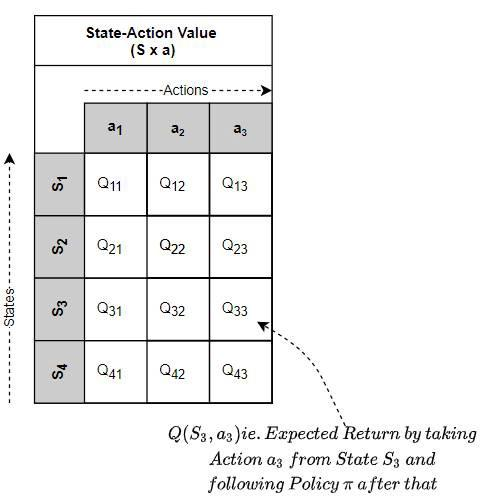 State-Action Value
(S x a)
Actions
a1 a2 a3
S1 Q11 Q12 Q13
S2 Q21 Q22 Q23
S3 Q31 Q32 Q33
S4 Q41 Q42 Q43
States
Q(S3, a3)ie. Expected Return by taking
Action a3 from State S3 and
following Policy π after that